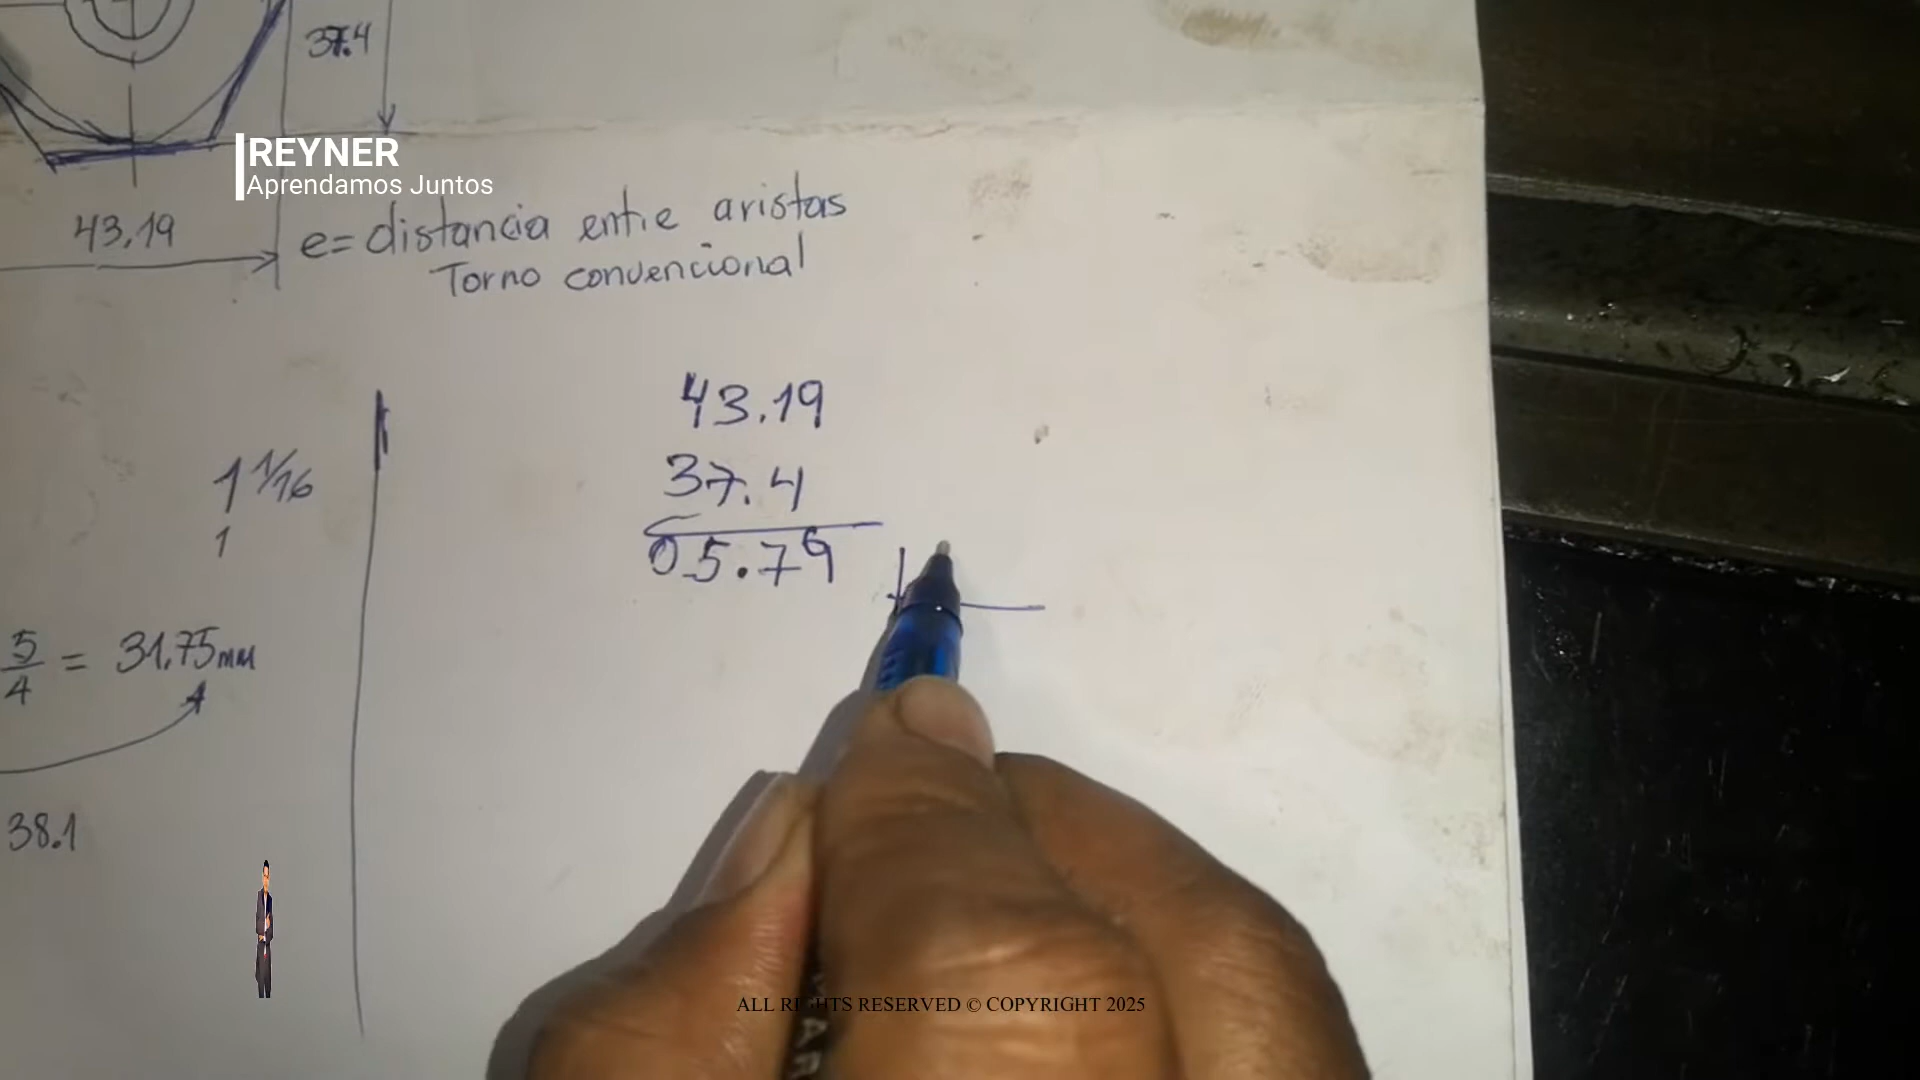 37.4
REYNER
Aprendamos Juntos
43.19
e= distancia entre aristas
Torno convencional
43.19
37.4
05.79
1 1/16
1
5/4 = 31.75mm
38.1
ALL RIGHTS RESERVED © COPYRIGHT 2025